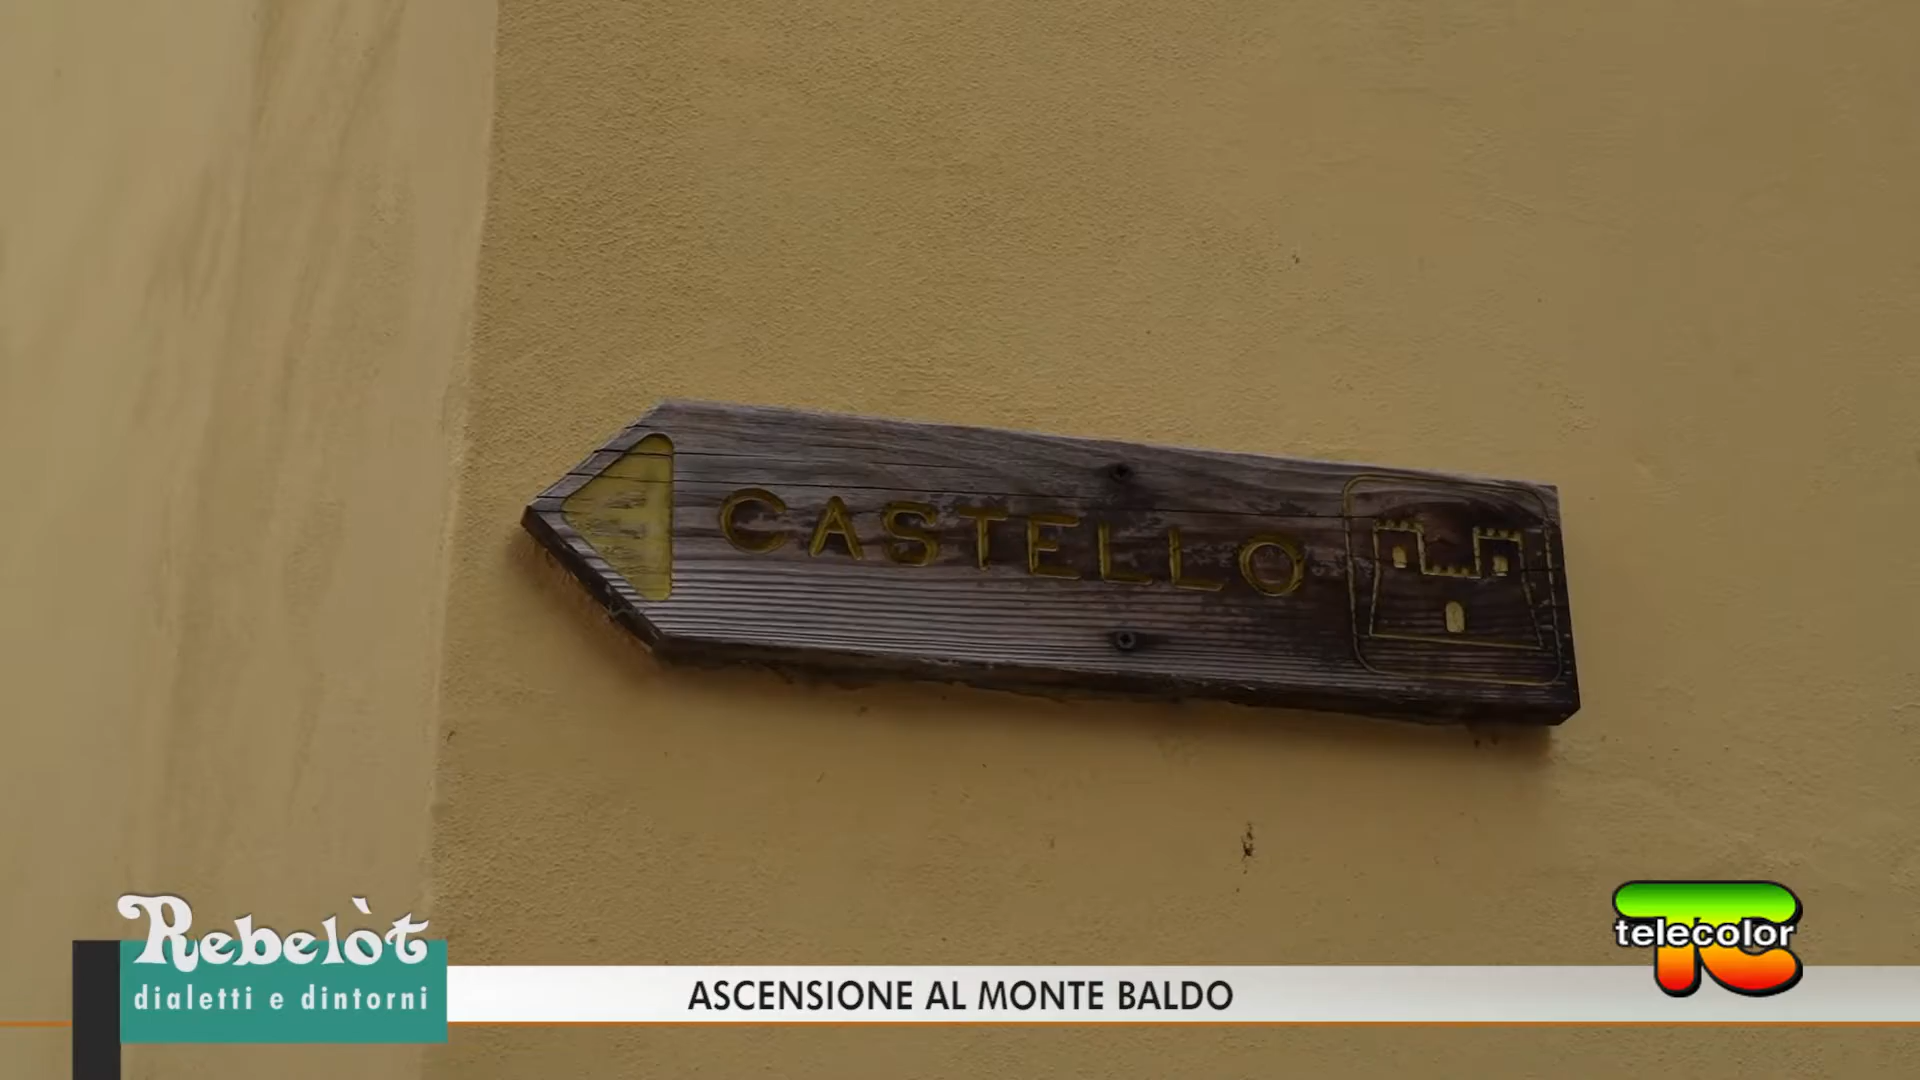 CASTELLO
Rebelòt
dialetti e dintorni
ASCENSIONE AL MONTE BALDO
telecolor